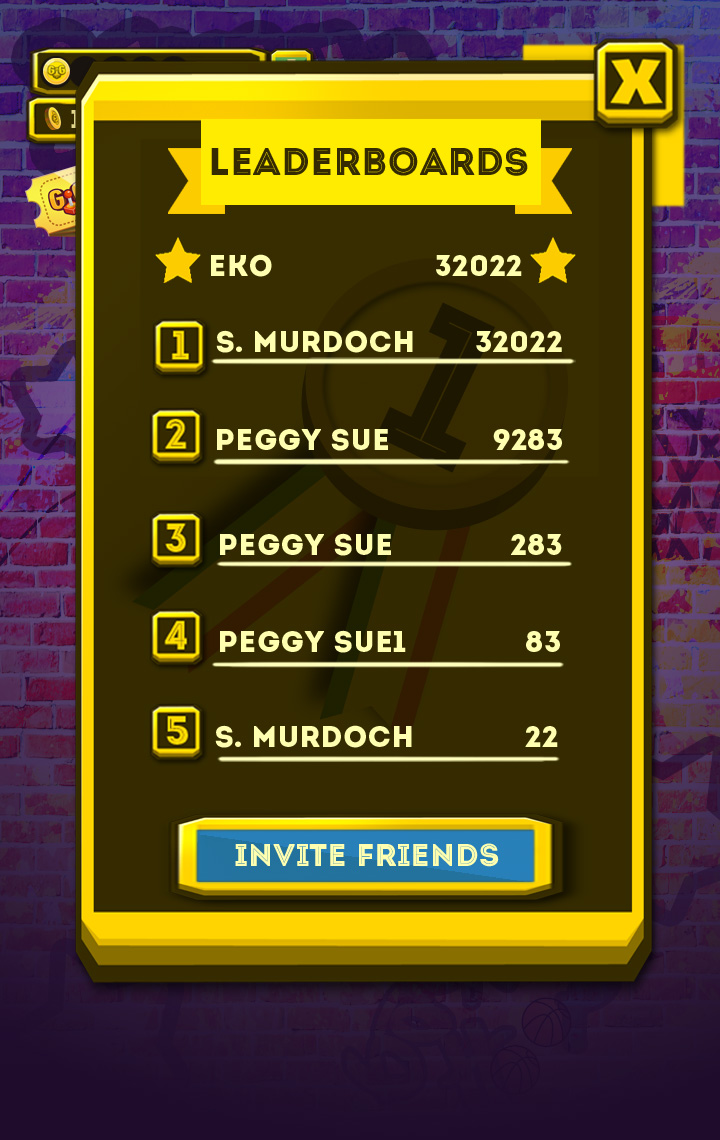 X
LEADERBOARDS
EKO 32022
1 S. MURDOCH 32022
2 PEGGY SUE 9283
3 PEGGY SUE 283
4 PEGGY SUE1 83
5 S. MURDOCH 22
INVITE FRIENDS